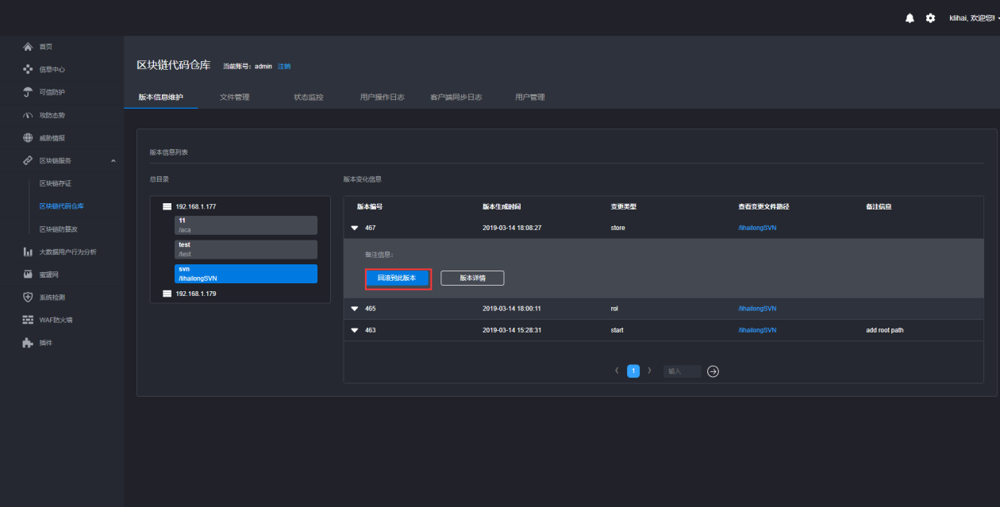 klihai, 欢迎您!
首页
信息中心
可信防护
攻防态势
威胁情报
区块链服务
区块链存证
区块链代码仓库
区块链防篡改
大数据用户行为分析
蜜罐网
系统检测
WAF防火墙
插件
区块链代码仓库 当前账号：admin 注销
版本信息维护 文件管理 状态监控 用户操作日志 客户端同步日志 用户管理
版本信息列表
总目录
192.168.1.177
11
/aca
test
/test
svn
/lihailongSVN
192.168.1.179
版本变化信息
版本编号 版本生成时间 变更类型 查看变更文件路径 备注信息
467 2019-03-14 18:08:27 store /lihailongSVN
备注信息:
回滚到此版本 版本详情
465 2019-03-14 18:00:11 rol /lihailongSVN
463 2019-03-14 15:28:31 start /lihailongSVN add root path
1 输入